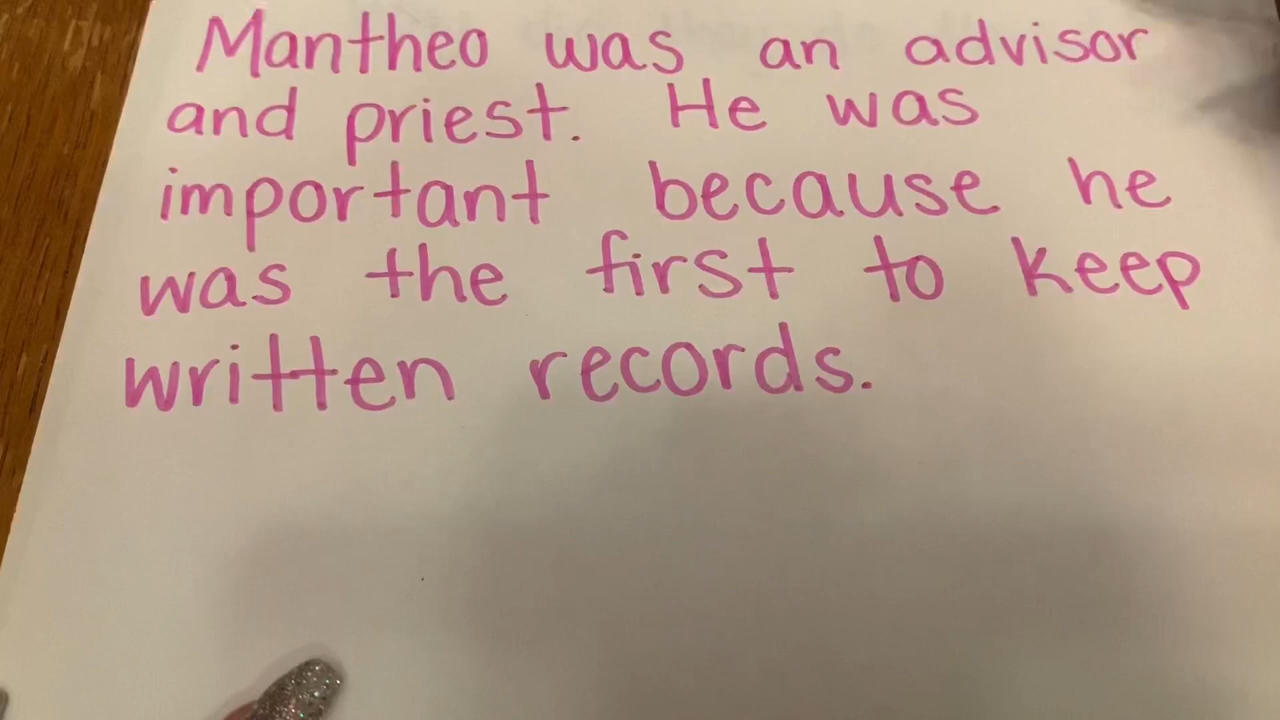 Mantheo was an advisor
and priest. He was
important because he
was the first to keep
written records.